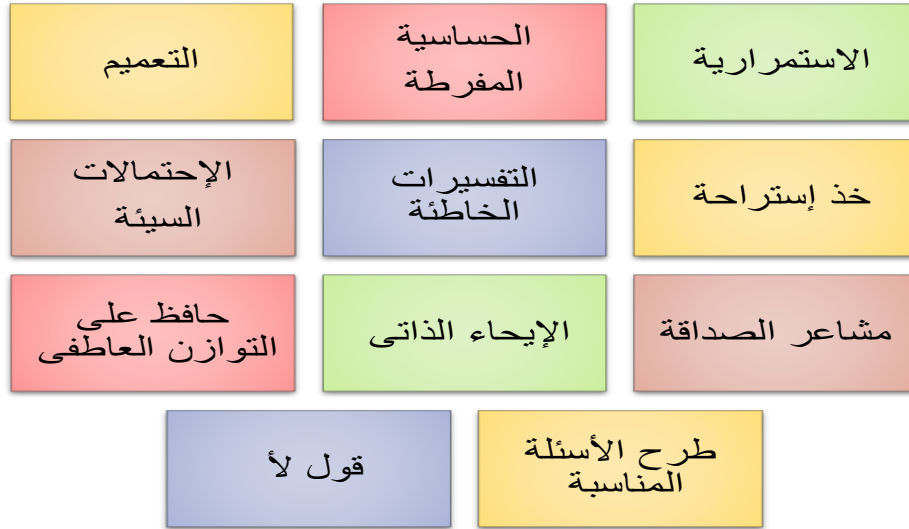 الاستمرارية
الحساسية
المفرطة
التعميم
خذ إستراحة
التفسيرات
الخاطئة
الإحتمالات
السيئة
مشاعر الصداقة
الإيحاء الذاتى
حافظ على
التوازن العاطفى
طرح الأسئلة
المناسبة
قول لأ